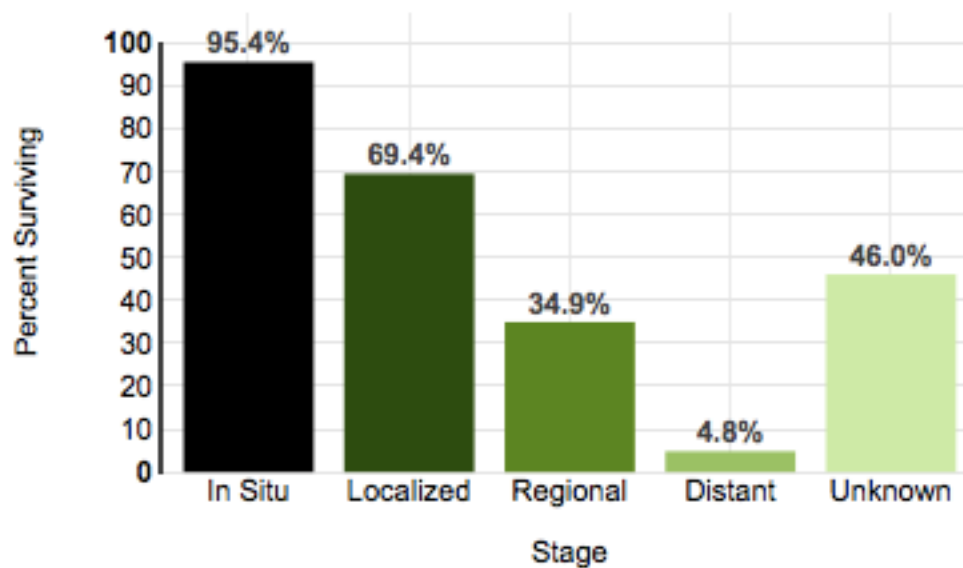 Percent Surviving
100
90
80
70
60
50
40
30
20
10
0
95.4%
69.4%
34.9%
4.8%
46.0%
In Situ
Localized
Regional
Distant
Unknown
Stage